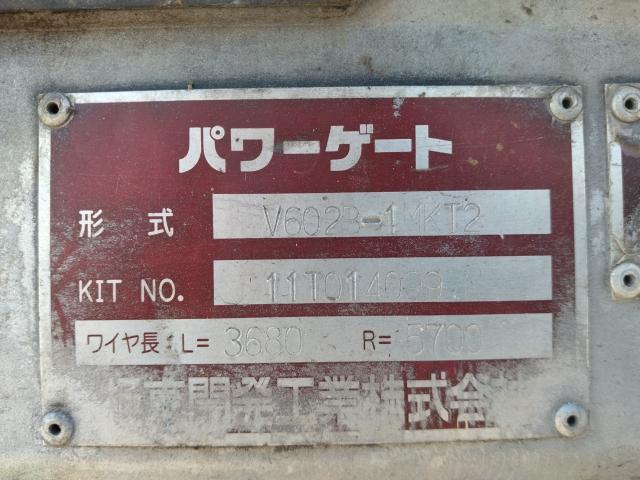 パワーゲート
形式 V602B-1MKT2
KIT NO.
ワイヤ長 L= 3680 R= 5700
開発工業株式会社